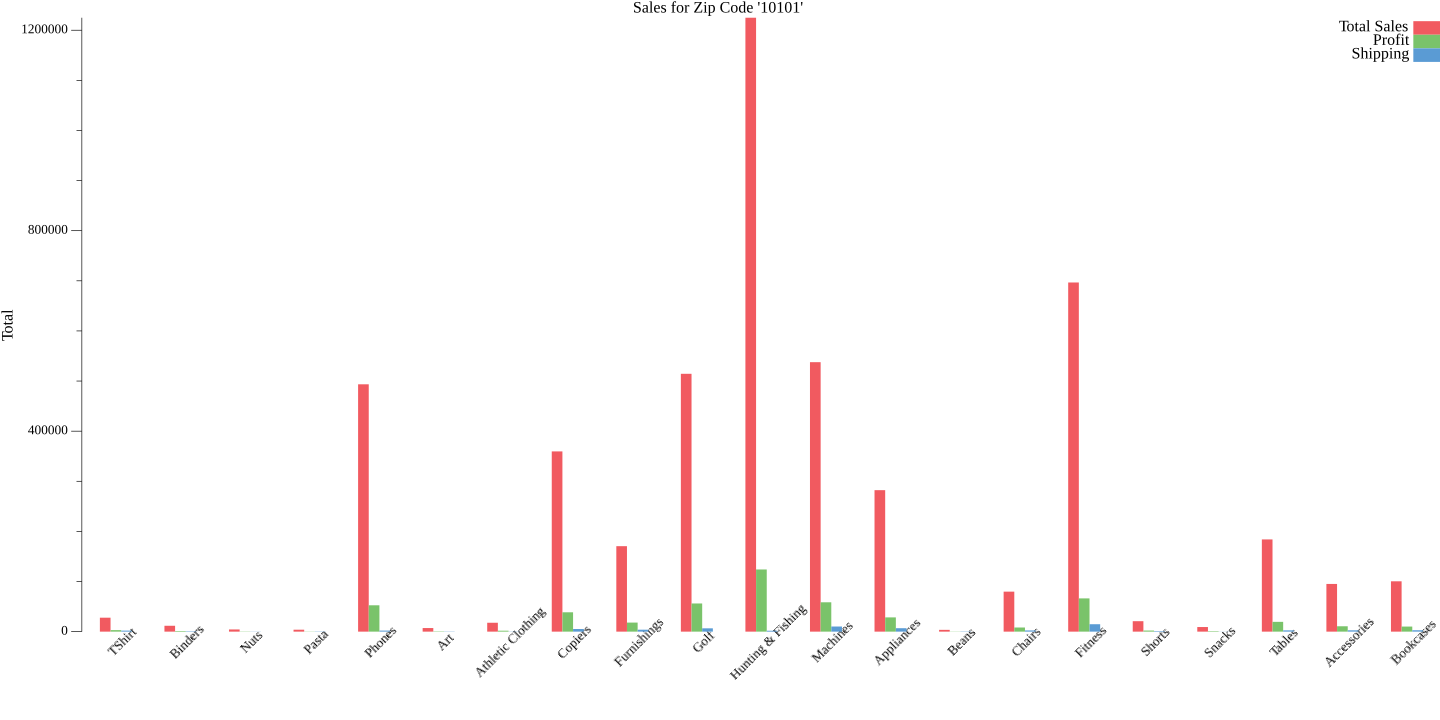 Sales for Zip Code '10101'
Total Sales
Profit
Shipping
Total
1200000
800000
400000
0
TShirt
Binders
Nuts
Pasta
Phones
Art
Athletic Clothing
Copiers
Furnishings
Golf
Hunting & Fishing
Machines
Appliances
Beans
Chairs
Fitness
Shorts
Snacks
Tables
Accessories
Bookcases